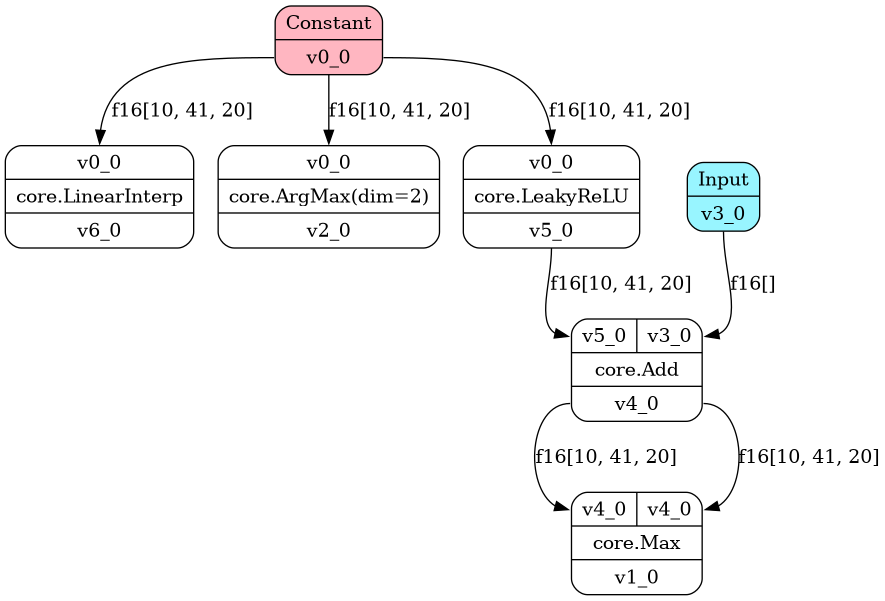 Constant
v0_0
f16[10, 41, 20]
f16[10, 41, 20]
f16[10, 41, 20]
v0_0
core.LinearInterp
v6_0
v0_0
core.ArgMax(dim=2)
v2_0
v0_0
core.LeakyReLU
v5_0
Input
v3_0
f16[10, 41, 20]
f16[]
v5_0
v3_0
core.Add
v4_0
f16[10, 41, 20]
f16[10, 41, 20]
v4_0
v4_0
core.Max
v1_0